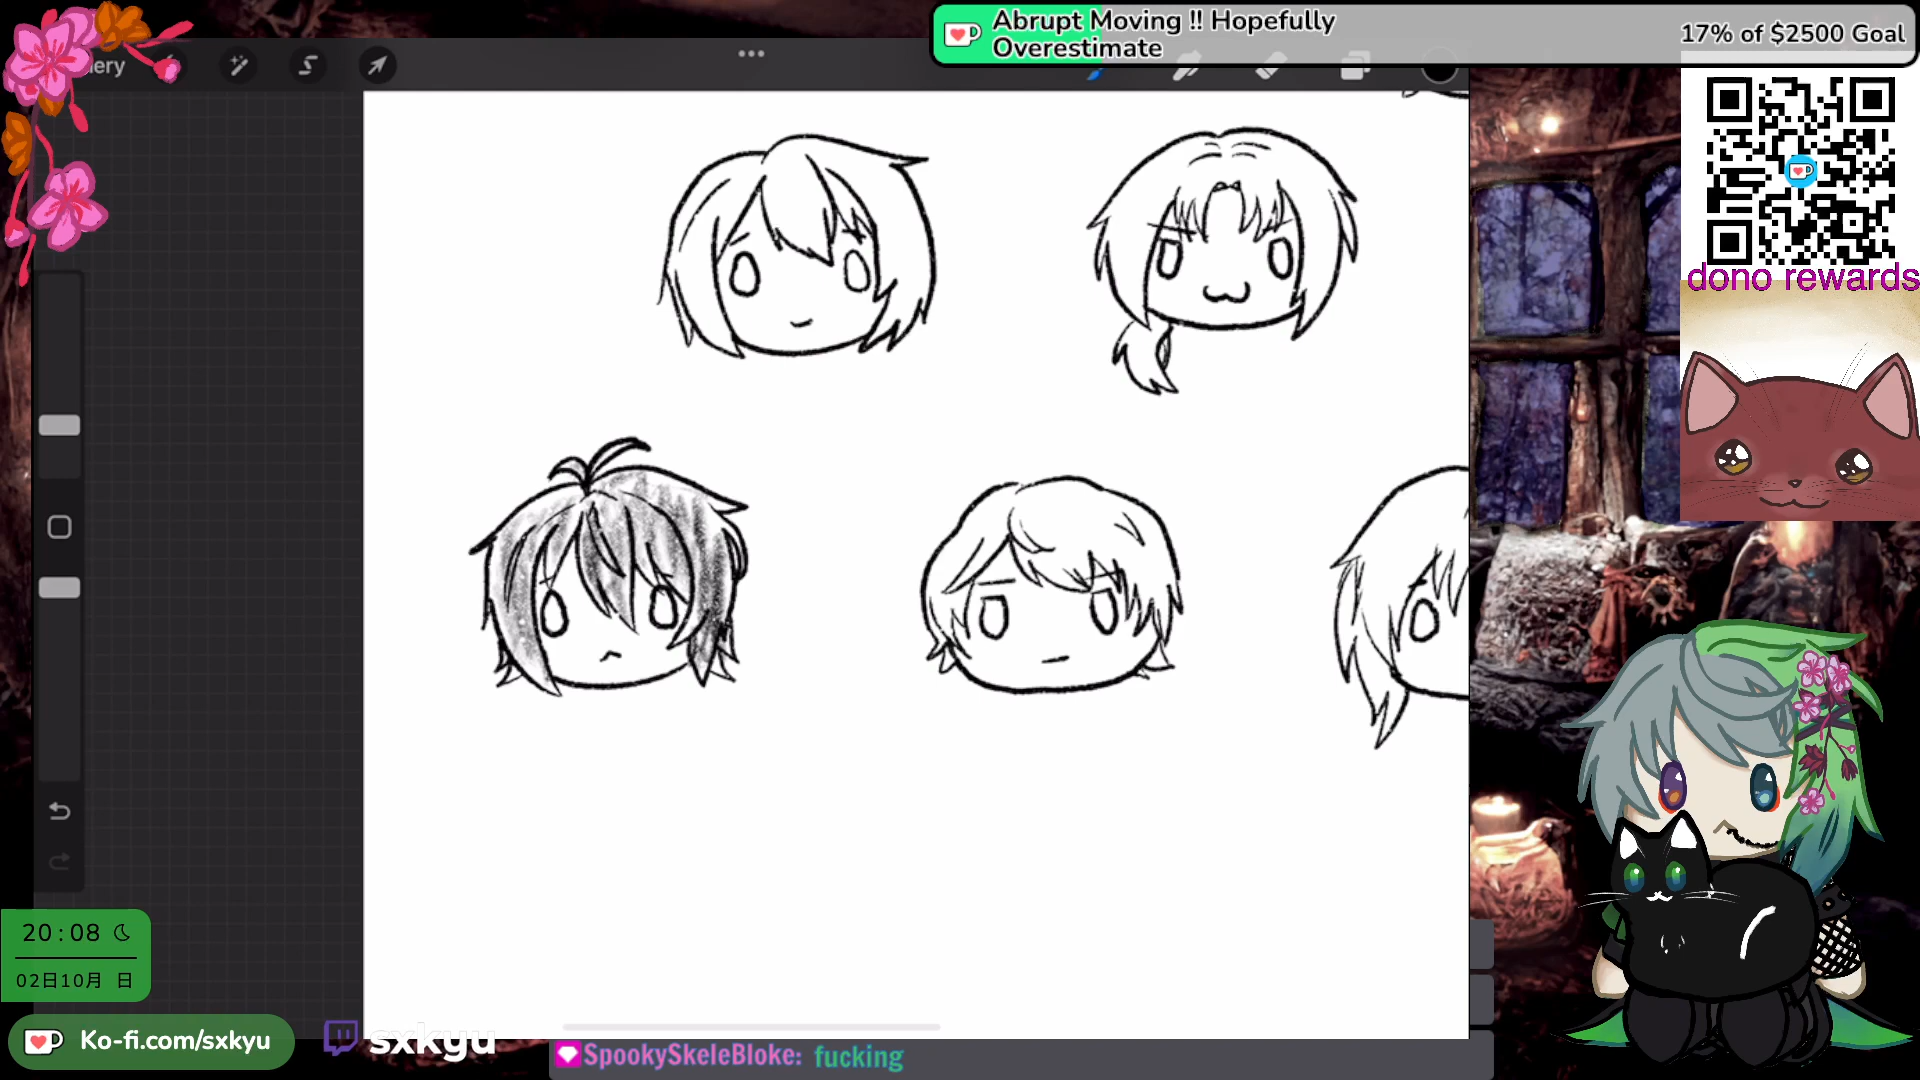 Abrupt Moving !! Hopefully
Overestimate
17% of $2500 Goal
lery
dono rewards
20:08
02日10月 日
Ko-fi.com/sxkyu
sxkyu
SpookySkeleBloke: fucking